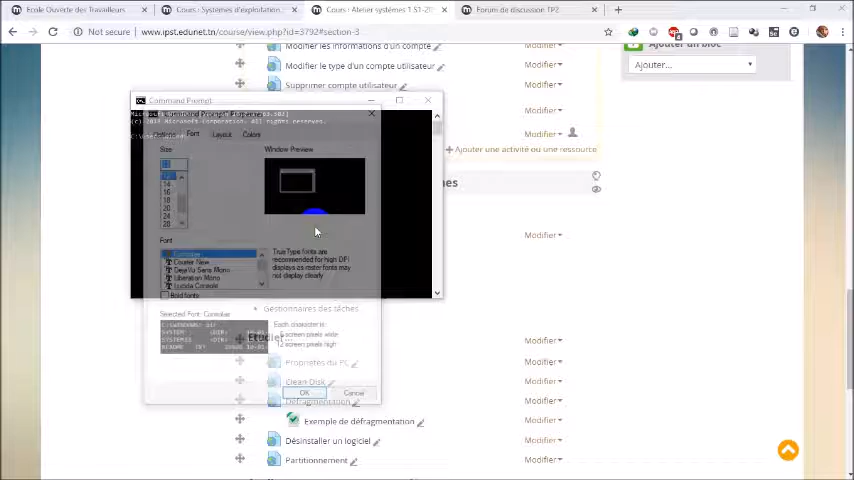 Ecole Ouverte des Travailleurs
Cours : Systèmes d'exploitation
Cours : Atelier systèmes 1 S1-20
Forum de discussion TP2
Not secure
www.ipst.edunet.tn/course/view.php?id=3792#section-3
Modifier les informations d'un compte
Modifier
Modifier le type d'un compte utilisateur
Modifier
Supprimer compte utilisateur
Modifier
Modifier
Modifier
Ajouter une activité ou une ressource
Ajouter un bloc
Ajouter...
Command Prompt
Command Prompt
Options
Font
Layout
Colors
Size
14
16
18
20
24
28
Window Preview
Font
Consolas
Courier New
DejaVu Sans Mono
Liberation Mono
Lucida Console
Bold fonts
TrueType fonts are
recommended for high DPI
displays as raster fonts may
not display clearly
Selected Font: Consolas
Each character is:
screen pixels wide
12 screen pixels high
OK
Cancel
Modifier
Gestionnaires des tâches
Etudier
Modifier
Propriétés du PC
Modifier
Clean Disk
Modifier
Défragmentation
Modifier
Exemple de défragmentation
Modifier
Désinstaller un logiciel
Modifier
Partitionnement
Modifier